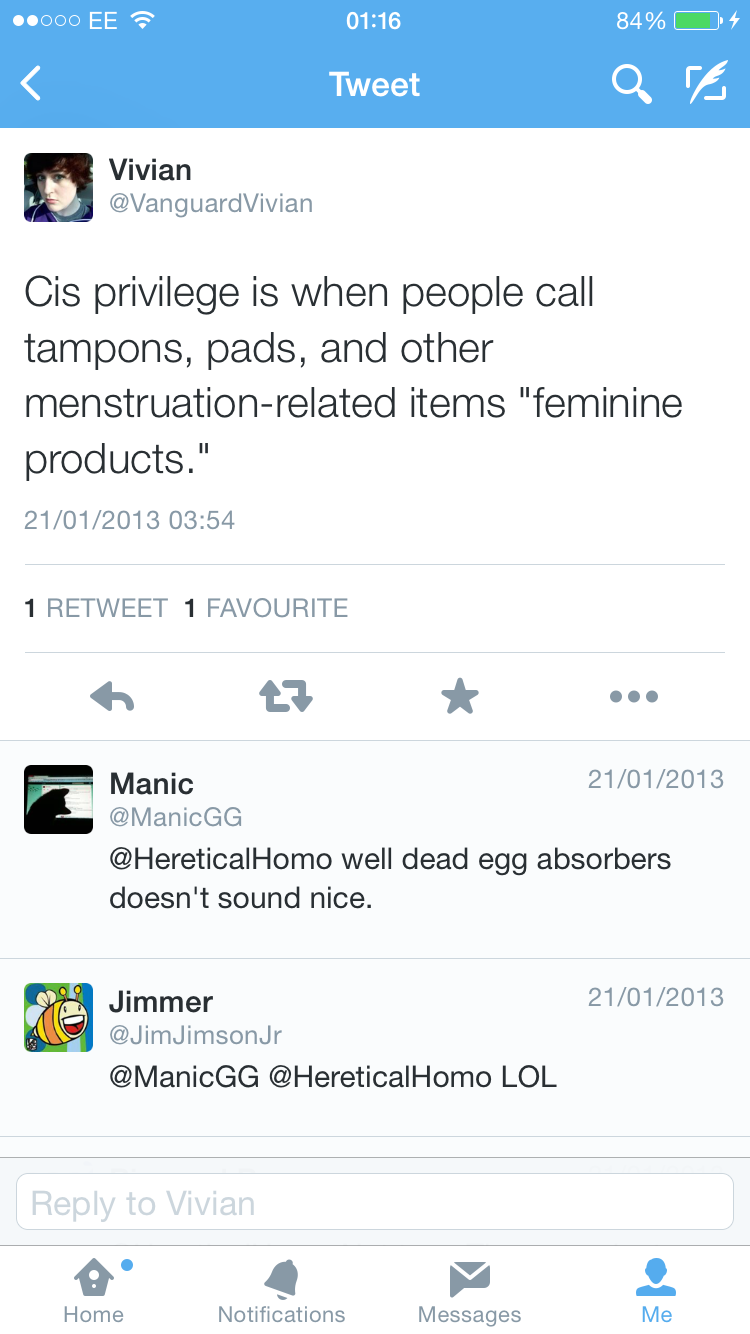 EE 01:16 84%
Tweet
Vivian
@VanguardVivian
Cis privilege is when people call
tampons, pads, and other
menstruation-related items "feminine
products."
21/01/2013 03:54
1 RETWEET 1 FAVOURITE
Manic 21/01/2013
@ManicGG
@HereticalHomo well dead egg absorbers
doesn't sound nice.
Jimmer 21/01/2013
@JimJimsonJr
@ManicGG @HereticalHomo LOL
Reply to Vivian
Home Notifications Messages Me